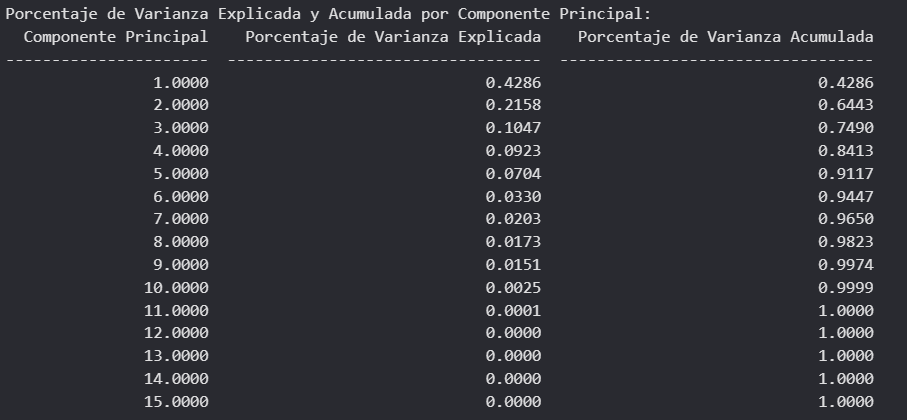 Porcentaje de Varianza Explicada y Acumulada por Componente Principal:
  Componente Principal    Porcentaje de Varianza Explicada    Porcentaje de Varianza Acumulada
----------------------  ----------------------------------  ----------------------------------
                1.0000                              0.4286                              0.4286
                2.0000                              0.2158                              0.6443
                3.0000                              0.1047                              0.7490
                4.0000                              0.0923                              0.8413
                5.0000                              0.0704                              0.9117
                6.0000                              0.0330                              0.9447
                7.0000                              0.0203                              0.9650
                8.0000                              0.0173                              0.9823
                9.0000                              0.0151                              0.9974
               10.0000                              0.0025                              0.9999
               11.0000                              0.0001                              1.0000
               12.0000                              0.0000                              1.0000
               13.0000                              0.0000                              1.0000
               14.0000                              0.0000                              1.0000
               15.0000                              0.0000                              1.0000